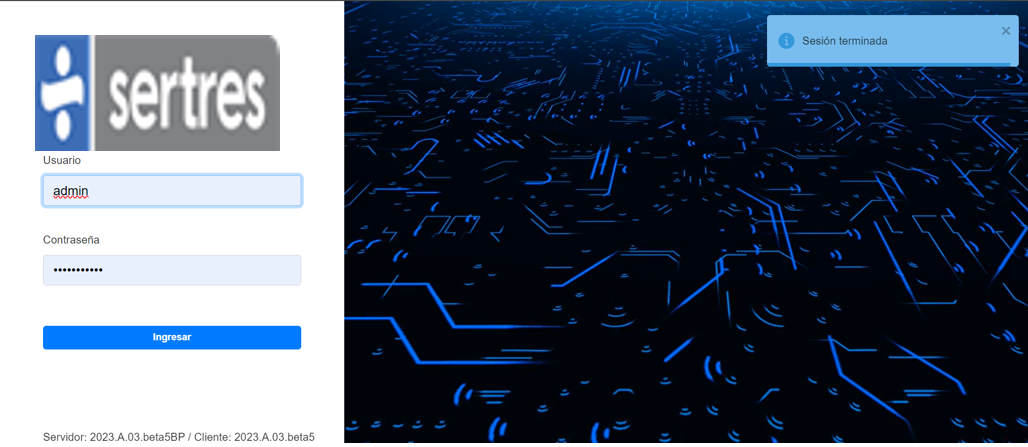 sertres
Sesión terminada
Usuario
admin
Contraseña
•••••••••••
Ingresar
Servidor: 2023.A.03.beta5BP / Cliente: 2023.A.03.beta5